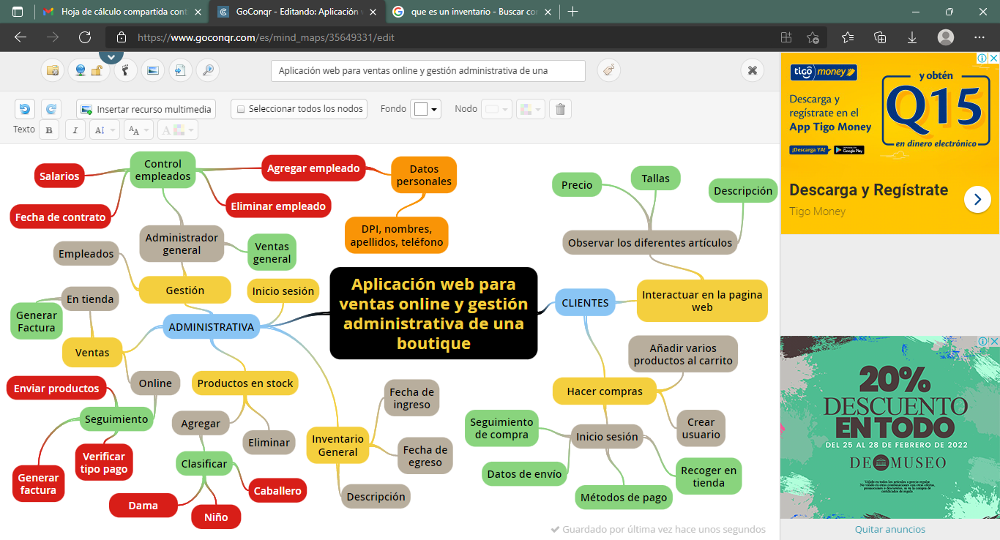 Hoja de cálculo compartida cont
GoConqr - Editando: Aplicación
que es un inventario - Buscar co
https://www.goconqr.com/es/mind_maps/35649331/edit
Aplicación web para ventas online y gestión administrativa de una
Insertar recurso multimedia
Seleccionar todos los nodos
Fondo
Nodo
Texto
B
I
AI
AA
A
Control
empleados
Salarios
Fecha de contrato
Agregar empleado
Eliminar empleado
Datos
personales
DPI, nombres,
apellidos, teléfono
Administrador
general
Ventas
general
Empleados
Gestión
Inicio sesión
En tienda
Generar
Factura
ADMINISTRATIVA
Ventas
Online
Enviar productos
Seguimiento
Verificar
tipo pago
Generar
factura
Productos en stock
Agregar
Eliminar
Clasificar
Caballero
Dama
Niño
Inventario
General
Fecha de
ingreso
Fecha de
egreso
Descripción
Aplicación web para
ventas online y gestión
administrativa de una
boutique
CLIENTES
Precio
Tallas
Descripción
Observar los diferentes artículos
Interactuar en la pagina
web
Añadir varios
productos al carrito
Hacer compras
Crear
usuario
Inicio sesión
Seguimiento
de compra
Datos de envío
Métodos de pago
Recoger en
tienda
Guardado por última vez hace unos segundos
tigo money
Descarga y
regístrate en el
App Tigo Money
¡Descarga YA!
Google Play
y obtén
Q15
en dinero electrónico
Descarga y Regístrate
Tigo Money
20%
DESCUENTO
EN TODO
DEL 25 AL 28 DE FEBRERO DE 2022
DE MUSEO
Quitar anuncios